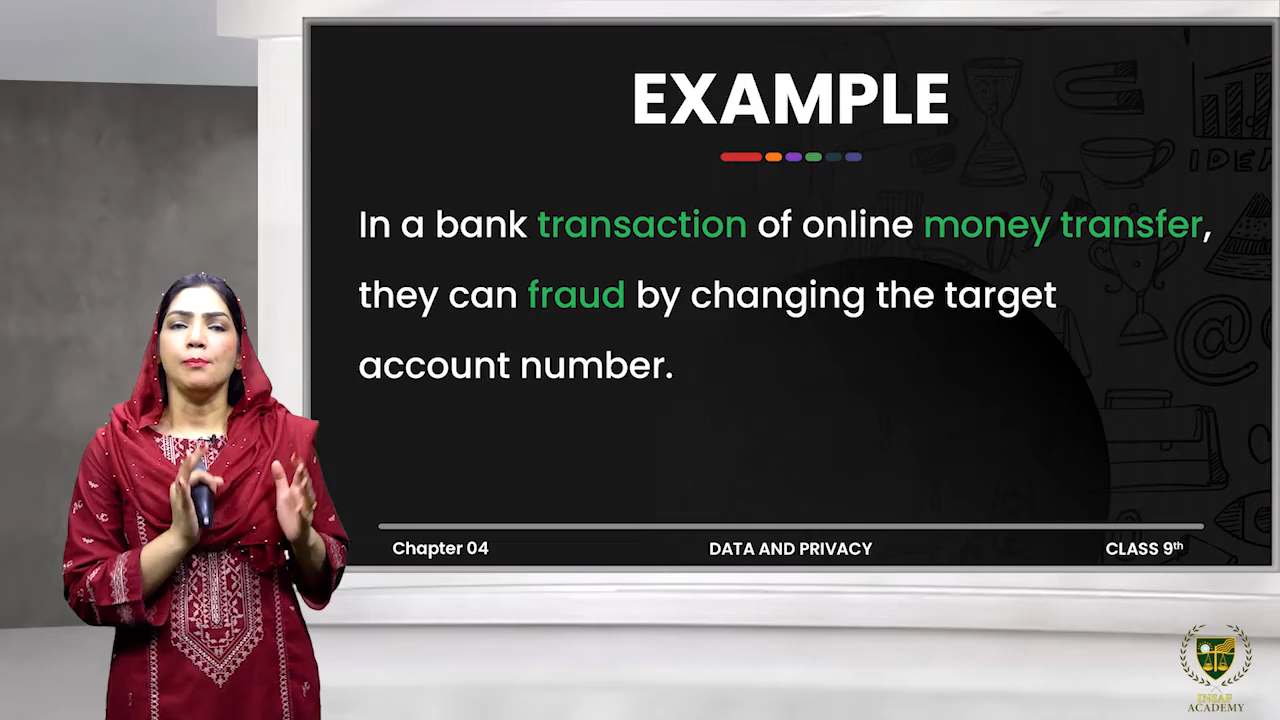 EXAMPLE
In a bank transaction of online money transfer,
they can fraud by changing the target
account number.
Chapter 04
DATA AND PRIVACY
CLASS 9th
IDEA
@
INSAF
ACADEMY